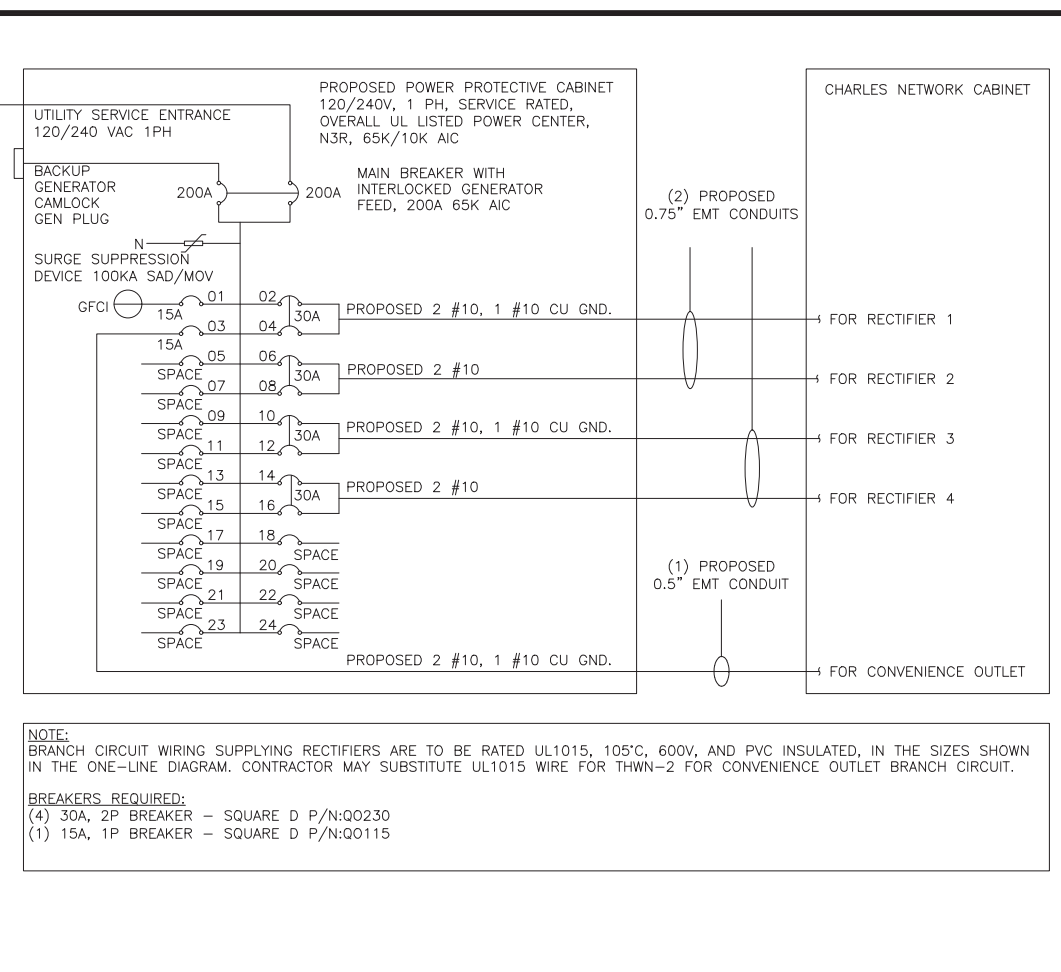 PROPOSED POWER PROTECTIVE CABINET
120/240V, 1 PH, SERVICE RATED,
OVERALL UL LISTED POWER CENTER,
N3R, 65K/10K AIC
CHARLES NETWORK CABINET
UTILITY SERVICE ENTRANCE
120/240 VAC 1PH
BACKUP
GENERATOR
CAMLOCK
GEN PLUG
200A
200A
MAIN BREAKER WITH
INTERLOCKED GENERATOR
FEED, 200A 65K AIC
(2) PROPOSED
0.75" EMT CONDUITS
N
SURGE SUPPRESSION
DEVICE 100KA SAD/MOV
GFCI
15A
01
02
30A
PROPOSED 2 #10, 1 #10 CU GND.
FOR RECTIFIER 1
15A
03
04
SPACE
05
06
30A
PROPOSED 2 #10
FOR RECTIFIER 2
SPACE
07
08
SPACE
09
10
30A
PROPOSED 2 #10, 1 #10 CU GND.
FOR RECTIFIER 3
SPACE
11
12
SPACE
13
14
30A
PROPOSED 2 #10
FOR RECTIFIER 4
SPACE
15
16
SPACE
17
18
SPACE
SPACE
19
20
SPACE
SPACE
21
22
SPACE
SPACE
23
24
SPACE
(1) PROPOSED
0.5" EMT CONDUIT
PROPOSED 2 #10, 1 #10 CU GND.
FOR CONVENIENCE OUTLET
NOTE:
BRANCH CIRCUIT WIRING SUPPLYING RECTIFIERS ARE TO BE RATED UL1015, 105°C, 600V, AND PVC INSULATED, IN THE SIZES SHOWN
IN THE ONE-LINE DIAGRAM. CONTRACTOR MAY SUBSTITUTE UL1015 WIRE FOR THWN-2 FOR CONVENIENCE OUTLET BRANCH CIRCUIT.
BREAKERS REQUIRED:
(4) 30A, 2P BREAKER - SQUARE D P/N:QO230
(1) 15A, 1P BREAKER - SQUARE D P/N:QO115